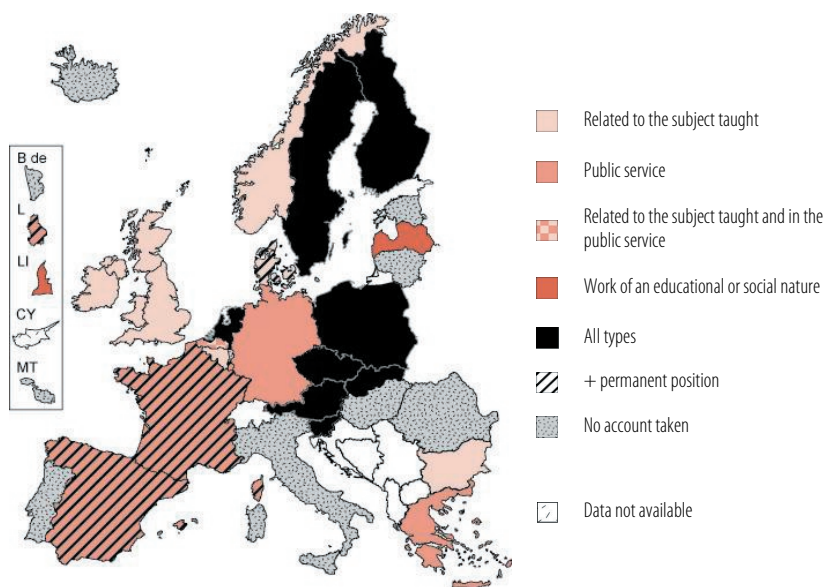 B de
L
LI
CY
MT
Related to the subject taught
Public service
Related to the subject taught and in the
public service
Work of an educational or social nature
All types
+ permanent position
No account taken
Data not available